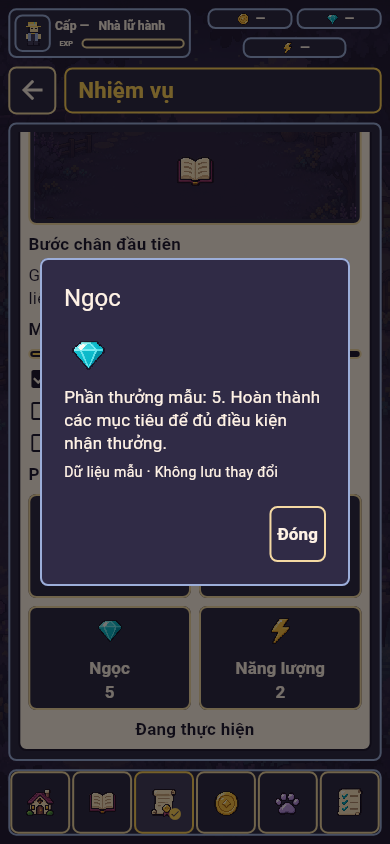 Cấp — Nhà lữ hành
EXP
—
—
—
Nhiệm vụ
Bước chân đầu tiên
Ngọc
Phần thưởng mẫu: 5. Hoàn thành
các mục tiêu để đủ điều kiện
nhận thưởng.
Dữ liệu mẫu · Không lưu thay đổi
Đóng
Ngọc
5
Năng lượng
2
Đang thực hiện